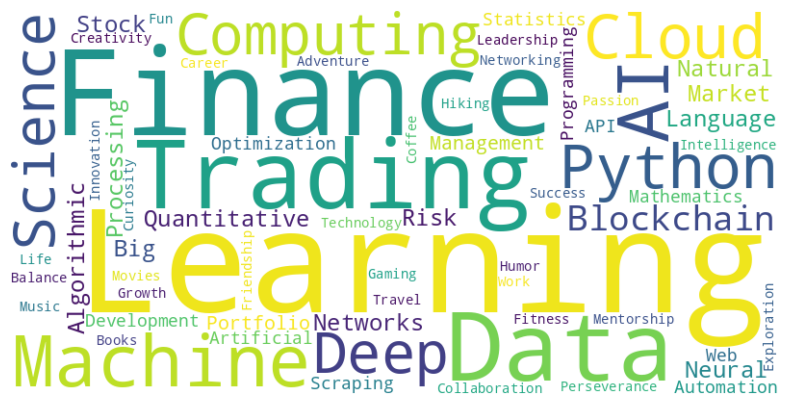 Science
Stock
Fun
Creativity
Computing
Statistics
Leadership
Cloud
Career
Adventure
Networking
Finance
Programming
AI
Natural
Market
Passion
Hiking
Language
API
Intelligence
Processing
Innovation
Curiosity
Optimization
Coffee
Management
Trading
Python
Success
Mathematics
Algorithmic
Quantitative
Technology
Risk
Blockchain
Big
Learning
Life
Balance
Movies
Growth
Friendship
Gaming
Humor
Work
Music
Travel
Development
Portfolio
Networks
Fitness
Mentorship
Exploration
Books
Artificial
Machine
Deep
Data
Scraping
Collaboration
Perseverance
Web
Neural
Automation